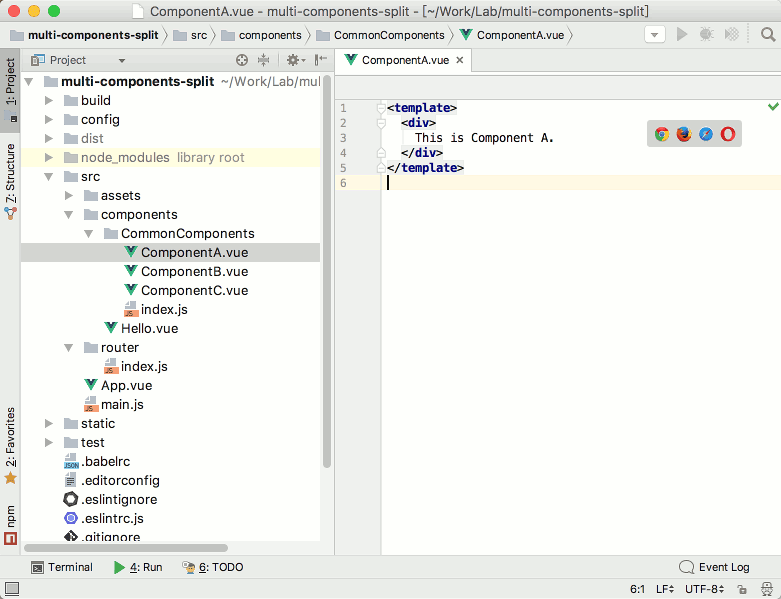 ComponentA.vue - multi-components-split - [~/Work/Lab/multi-components-split]
multi-components-split src components CommonComponents ComponentA.vue
Project
ComponentA.vue
1: Project
Z: Structure
2: Favorites
npm
multi-components-split ~/Work/Lab/mul
build
config
dist
node_modules library root
src
assets
components
CommonComponents
ComponentA.vue
ComponentB.vue
ComponentC.vue
index.js
Hello.vue
router
index.js
App.vue
main.js
static
test
.babelrc
.editorconfig
.eslintignore
.eslintrc.js
.gitignore
1 <template>
2 <div>
3 This is Component A.
4 </div>
5 </template>
6
Terminal 4: Run 6: TODO Event Log
6:1 LF UTF-8